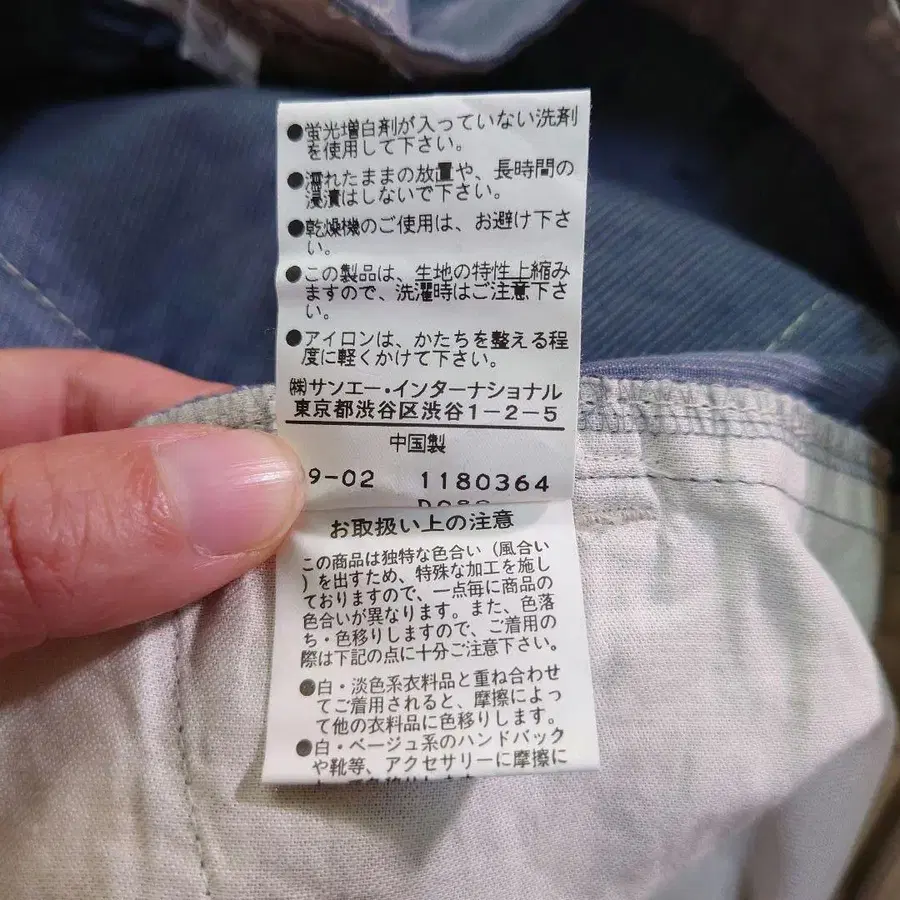 ●蛍光増白剤が入っていない洗剤
を使用して下さい。
●濡れたままの放置や、長時間の
浸漬はしないで下さい。
●乾燥機のご使用は、お避け下さ
い。
●この製品は、生地の特性上縮み
ますので、洗濯時はご注意下さ
い。
●アイロンは、かたちを整える程
度に軽くかけて下さい。
㈱サンエー・インターナショナル
東京都渋谷区渋谷1-2-5
中国製
9-02 1180364
お取扱い上の注意
この商品は独特な色合い(風合い
)を出すため、特殊な加工を施し
ておりますので、一点毎に商品の
色合いが異なります。また、色落
ち・色移りしますので、ご着用の
際は下記の点に十分ご注意下さい。
●白・淡色系衣料品と重ね合わせ
てご着用されると、摩擦によっ
て他の衣料品に色移りします。
●白・ベージュ系のハンドバック
や靴等、アクセサリーに摩擦に